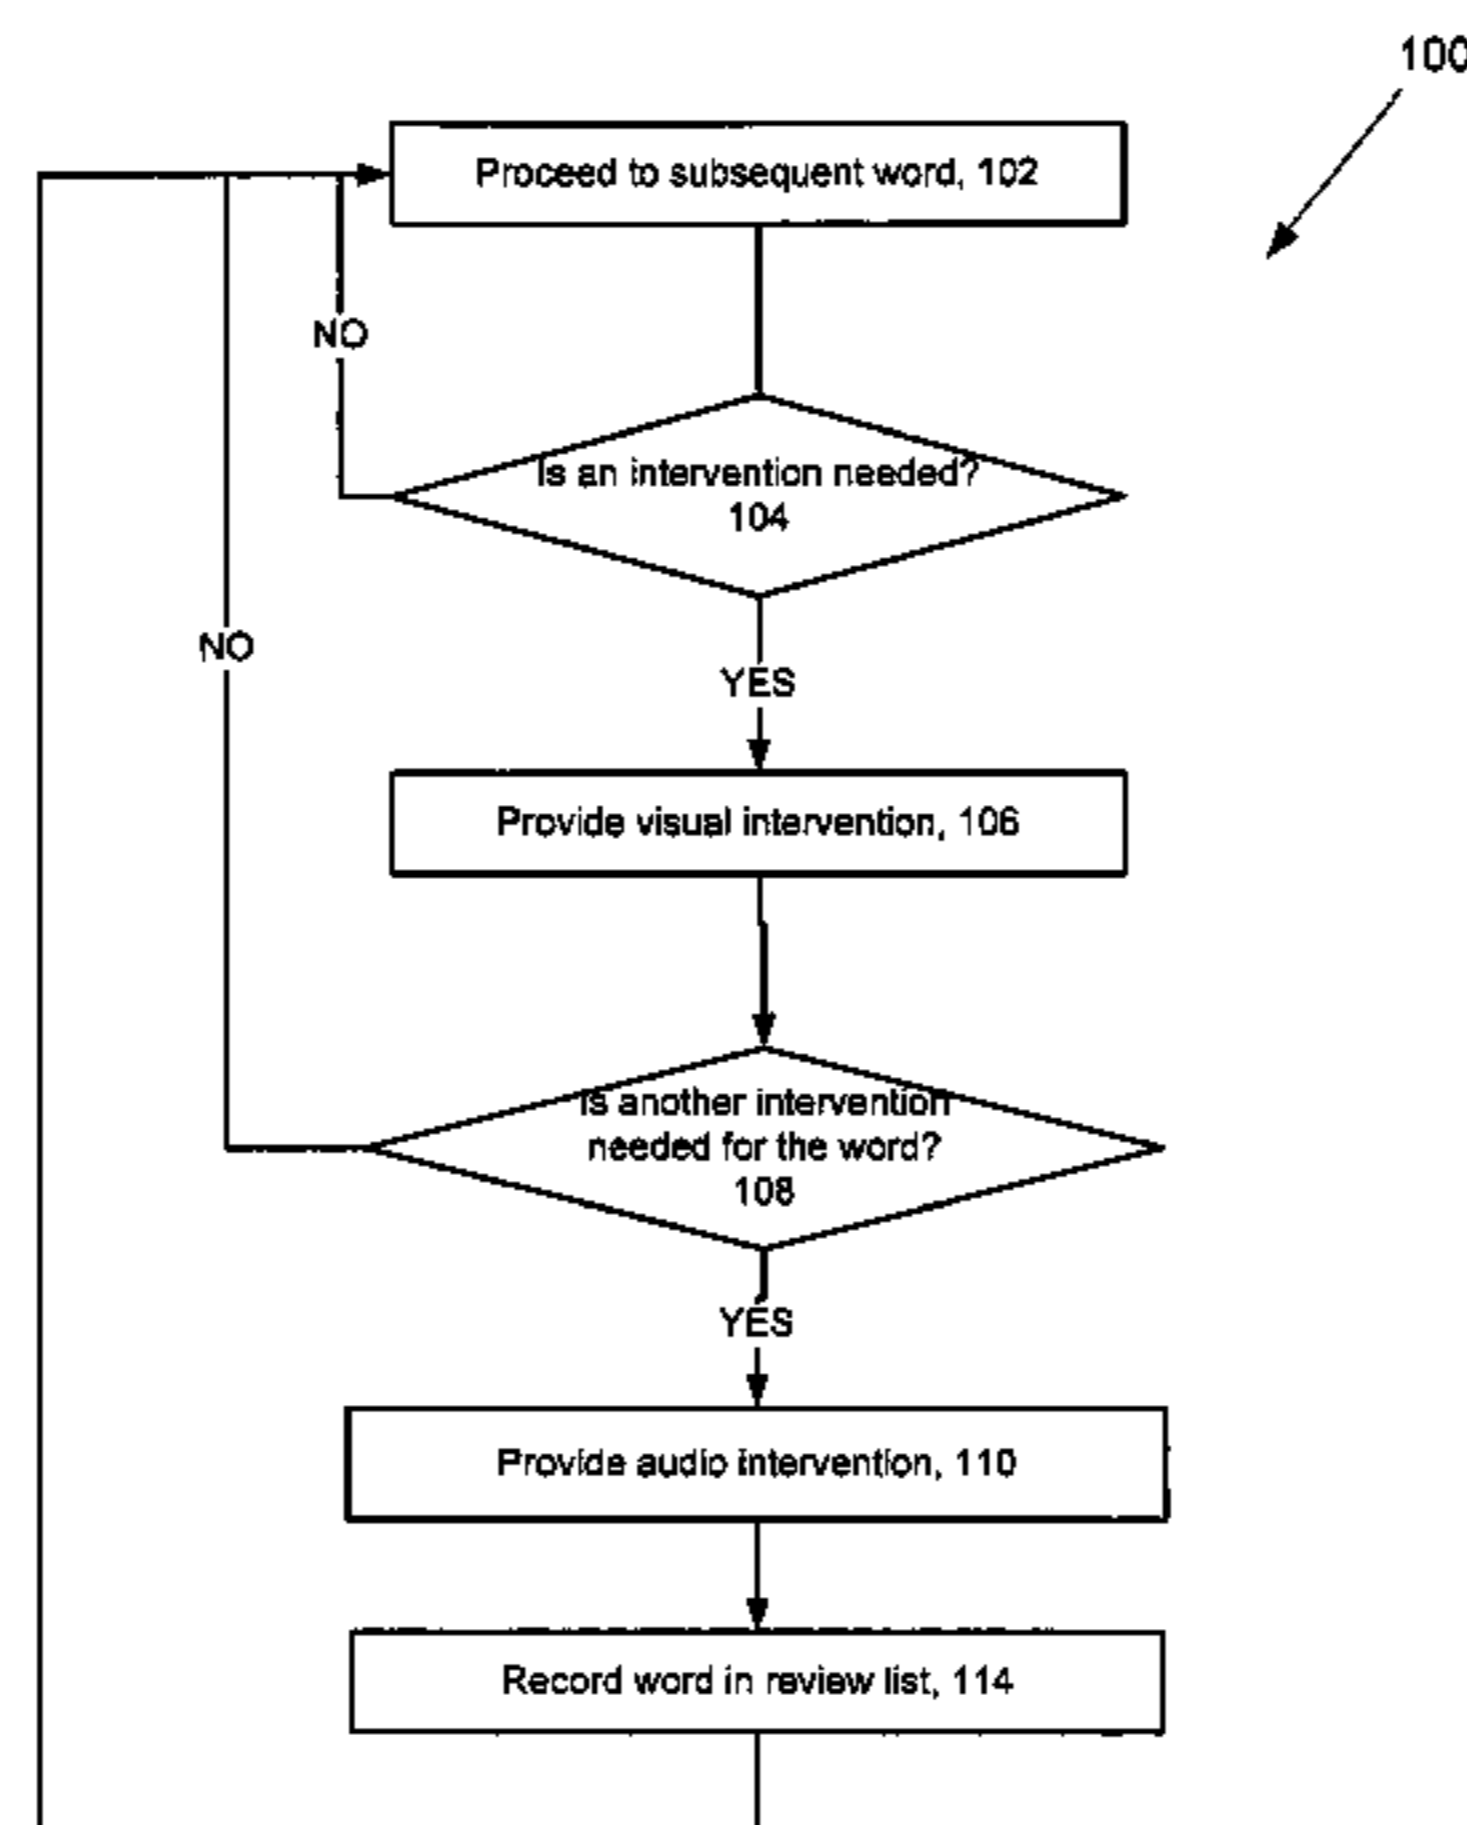 100
Proceed to subsequent word, 102
NO
Is an intervention needed?
104
NO
YES
Provide visual intervention, 106
Is another intervention
needed for the word?
108
YES
Provide audio intervention, 110
Record word in review list, 114